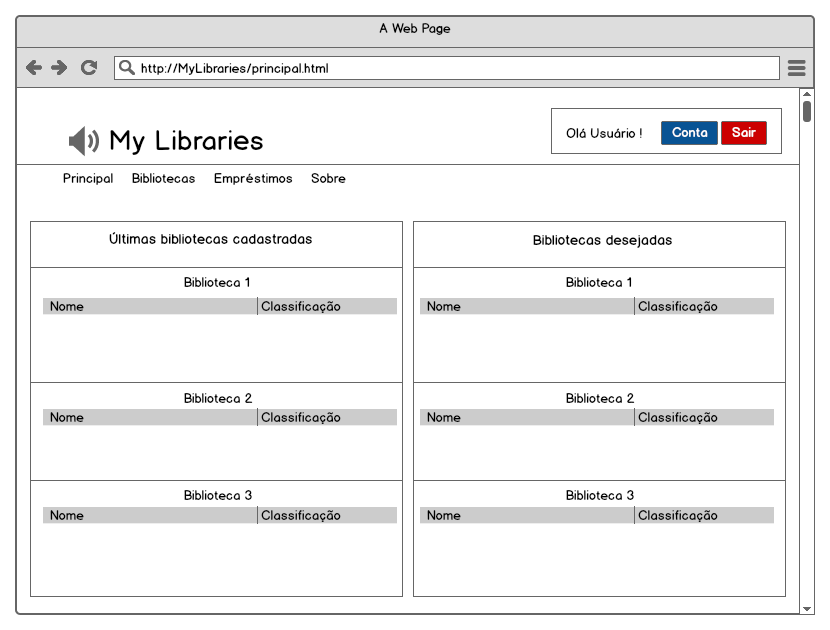 A Web Page
http://MyLibraries/principal.html
My Libraries
Olá Usuário !
Conta
Sair
Principal Bibliotecas Empréstimos Sobre
Últimas bibliotecas cadastradas
Biblioteca 1
Nome Classificação
Biblioteca 2
Nome Classificação
Biblioteca 3
Nome Classificação
Bibliotecas desejadas
Biblioteca 1
Nome Classificação
Biblioteca 2
Nome Classificação
Biblioteca 3
Nome Classificação